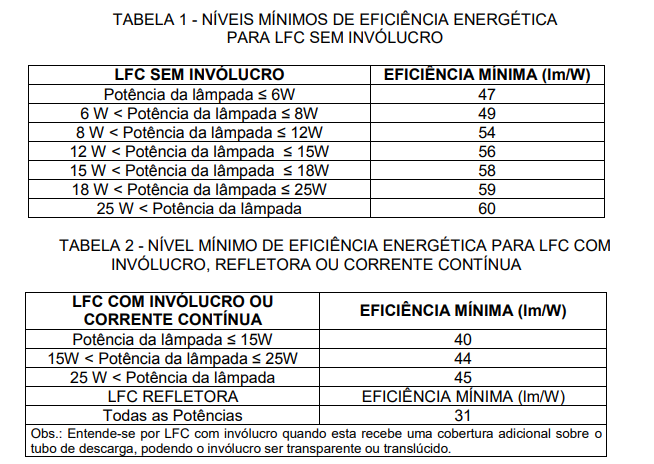 TABELA 1 - NÍVEIS MÍNIMOS DE EFICIÊNCIA ENERGÉTICA
PARA LFC SEM INVÓLUCRO
LFC SEM INVÓLUCRO EFICIÊNCIA MÍNIMA (lm/W)
Potência da lâmpada ≤ 6W 47
6 W < Potência da lâmpada ≤ 8W 49
8 W < Potência da lâmpada ≤ 12W 54
12 W < Potência da lâmpada ≤ 15W 56
15 W < Potência da lâmpada ≤ 18W 58
18 W < Potência da lâmpada ≤ 25W 59
25 W < Potência da lâmpada 60
TABELA 2 - NÍVEL MÍNIMO DE EFICIÊNCIA ENERGÉTICA PARA LFC COM
INVÓLUCRO, REFLETORA OU CORRENTE CONTÍNUA
LFC COM INVÓLUCRO OU
CORRENTE CONTÍNUA EFICIÊNCIA MÍNIMA (lm/W)
Potência da lâmpada ≤ 15W 40
15W < Potência da lâmpada ≤ 25W 44
25 W < Potência da lâmpada 45
LFC REFLETORA EFICIÊNCIA MÍNIMA (lm/W)
Todas as Potências 31
Obs.: Entende-se por LFC com invólucro quando esta recebe uma cobertura adicional sobre o
tubo de descarga, podendo o invólucro ser transparente ou translúcido.